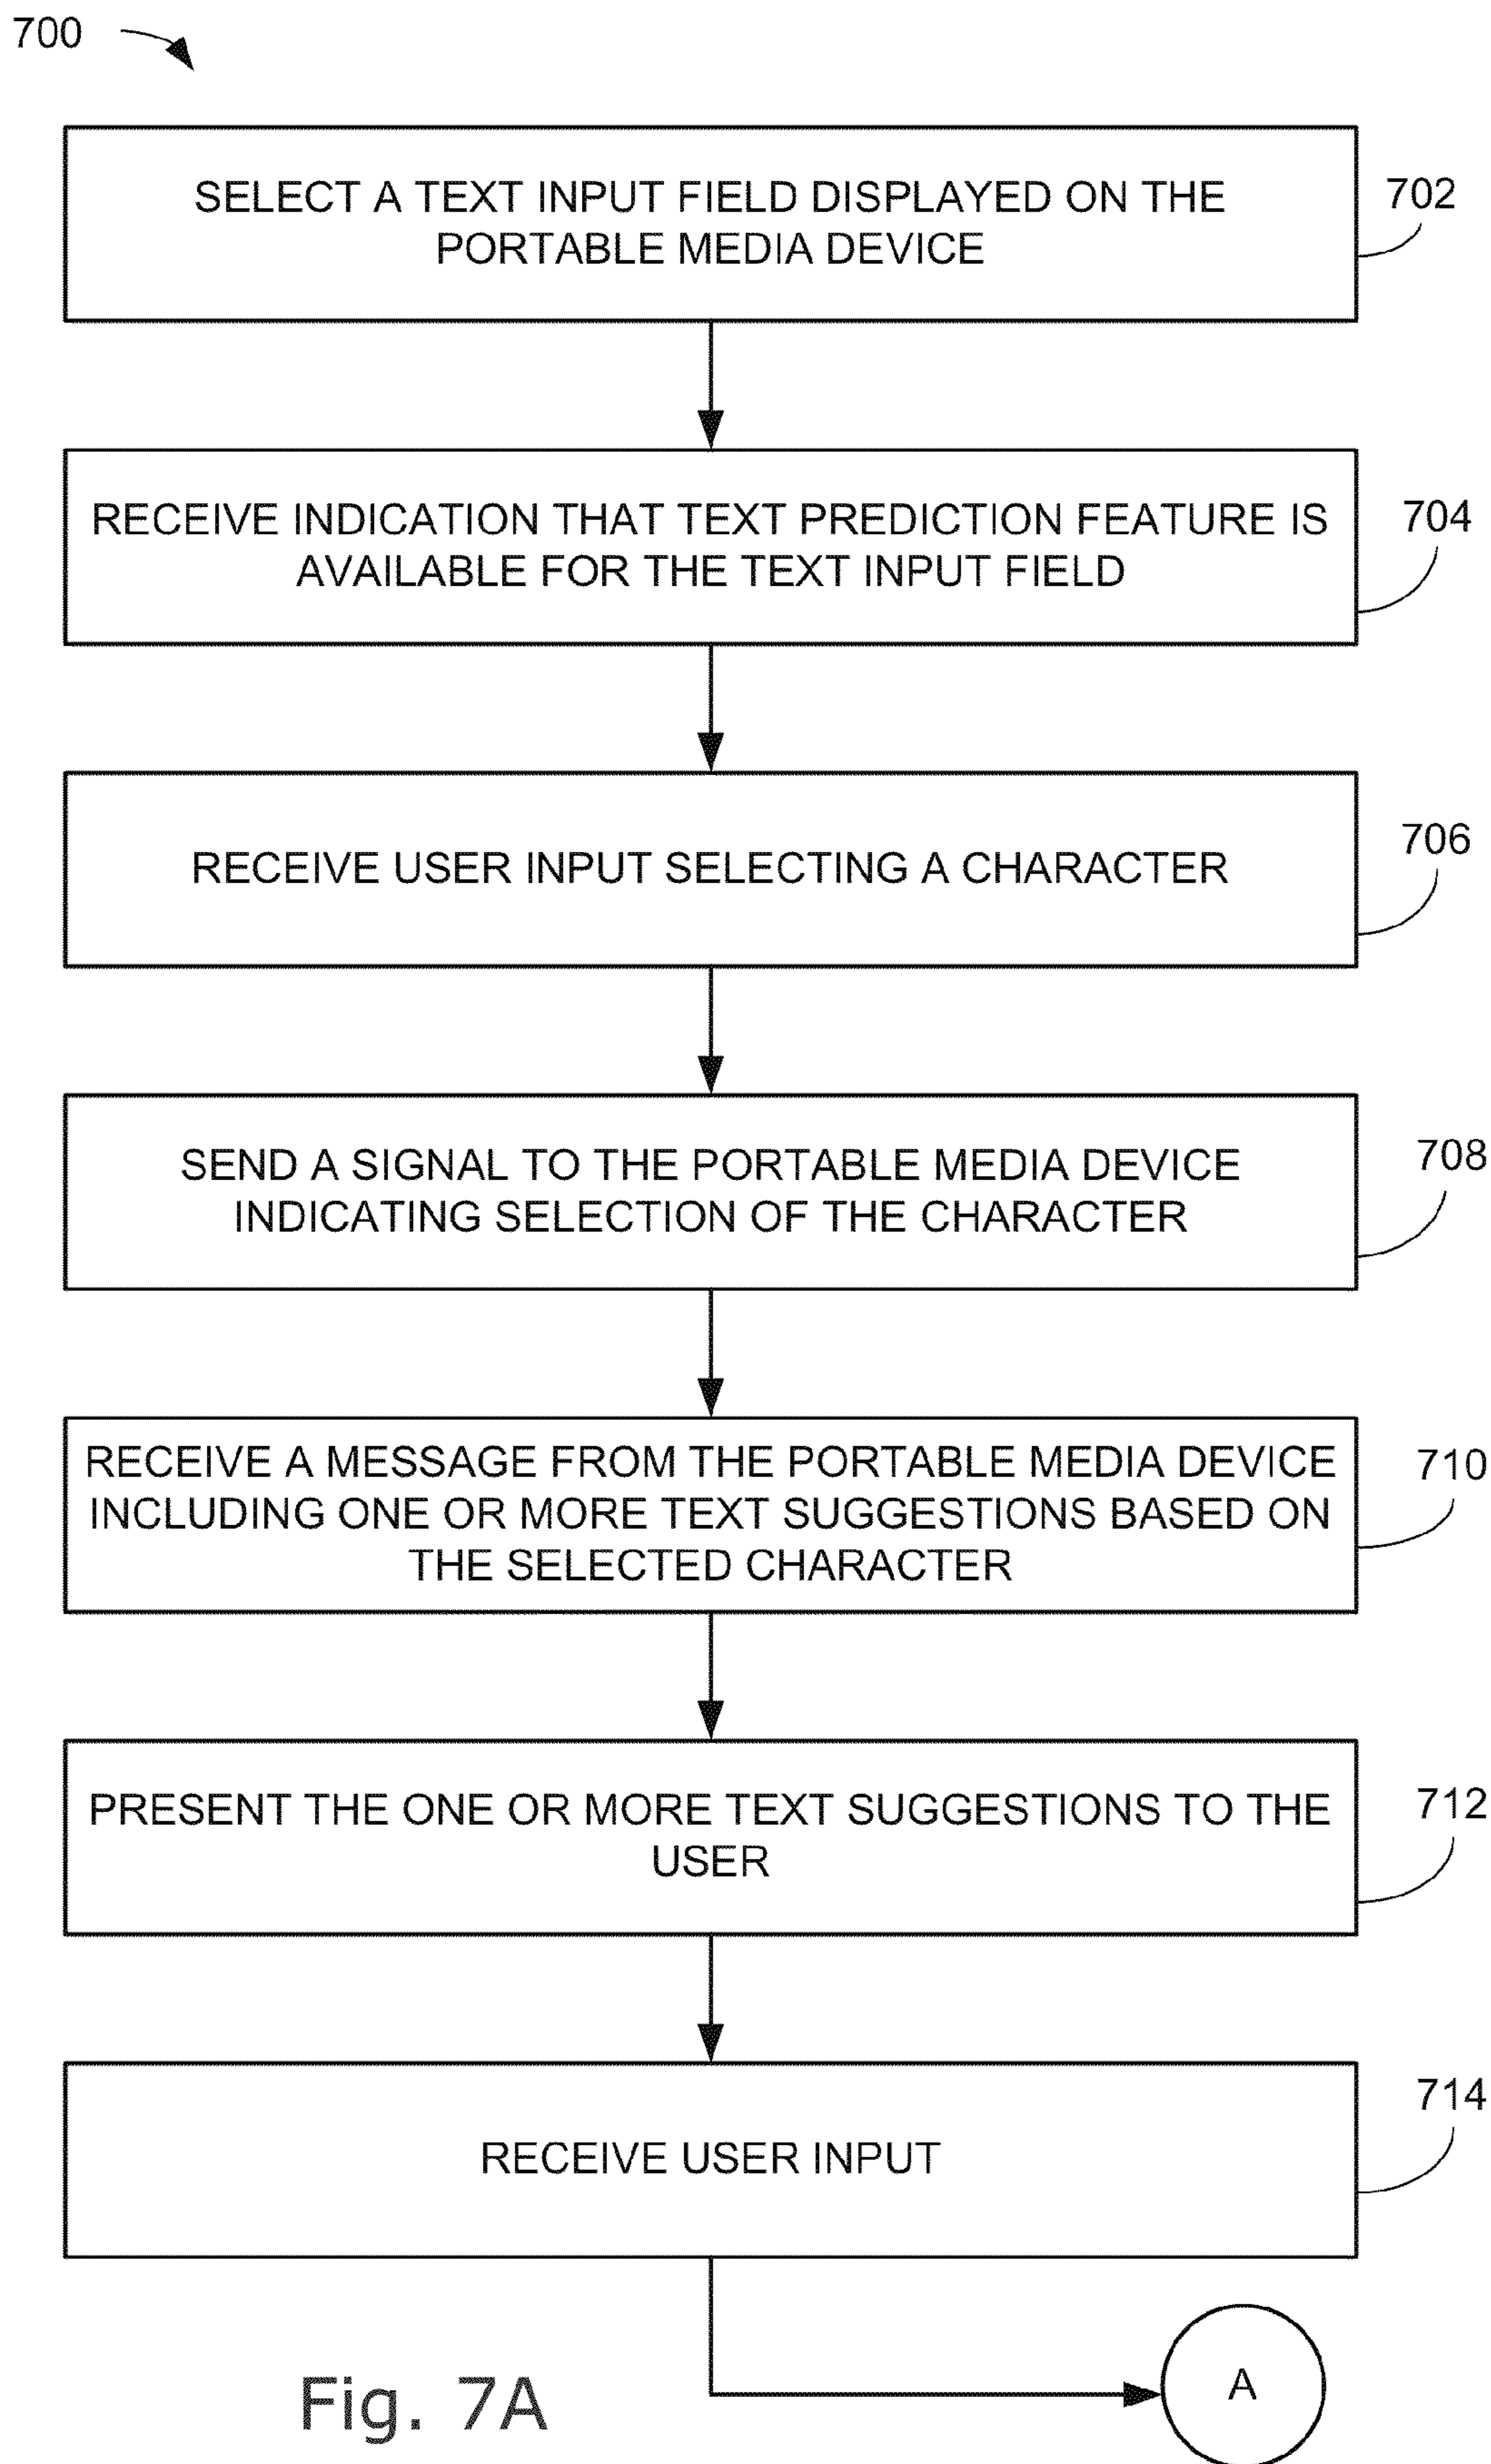 700
SELECT A TEXT INPUT FIELD DISPLAYED ON THE
PORTABLE MEDIA DEVICE
702
RECEIVE INDICATION THAT TEXT PREDICTION FEATURE IS
AVAILABLE FOR THE TEXT INPUT FIELD
704
RECEIVE USER INPUT SELECTING A CHARACTER
706
SEND A SIGNAL TO THE PORTABLE MEDIA DEVICE
INDICATING SELECTION OF THE CHARACTER
708
RECEIVE A MESSAGE FROM THE PORTABLE MEDIA DEVICE
INCLUDING ONE OR MORE TEXT SUGGESTIONS BASED ON
THE SELECTED CHARACTER
710
PRESENT THE ONE OR MORE TEXT SUGGESTIONS TO THE
USER
712
RECEIVE USER INPUT
714
A
Fig. 7A